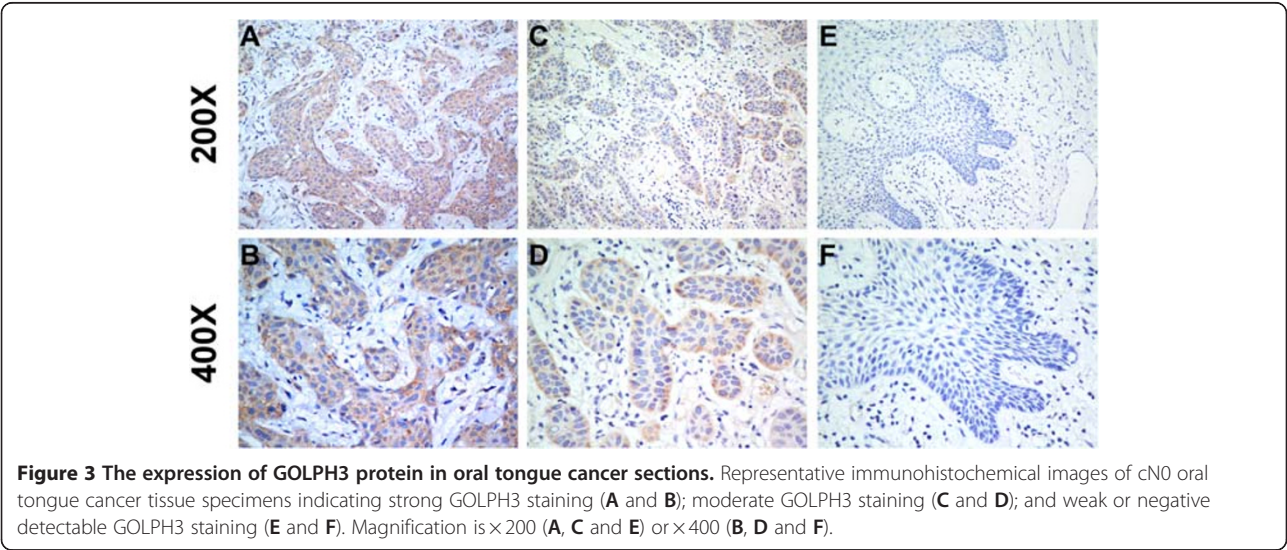 A
C
E
200X
B
D
F
400X
Figure 3 The expression of GOLPH3 protein in oral tongue cancer sections. Representative immunohistochemical images of cN0 oral
tongue cancer tissue specimens indicating strong GOLPH3 staining (A and B); moderate GOLPH3 staining (C and D); and weak or negative
detectable GOLPH3 staining (E and F). Magnification is × 200 (A, C and E) or × 400 (B, D and F).